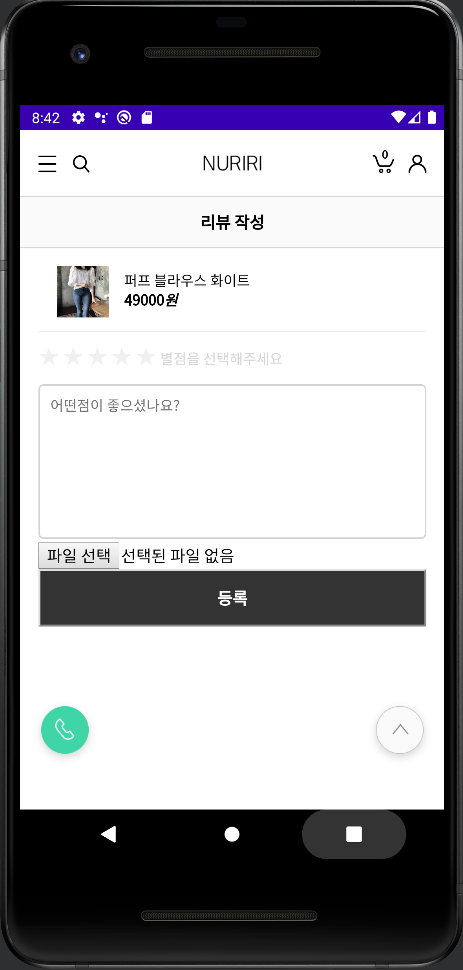 8:42
NURIRI
0
리뷰 작성
퍼프 블라우스 화이트
49000원
별점을 선택해주세요
어떤점이 좋으셨나요?
파일 선택 선택된 파일 없음
등록